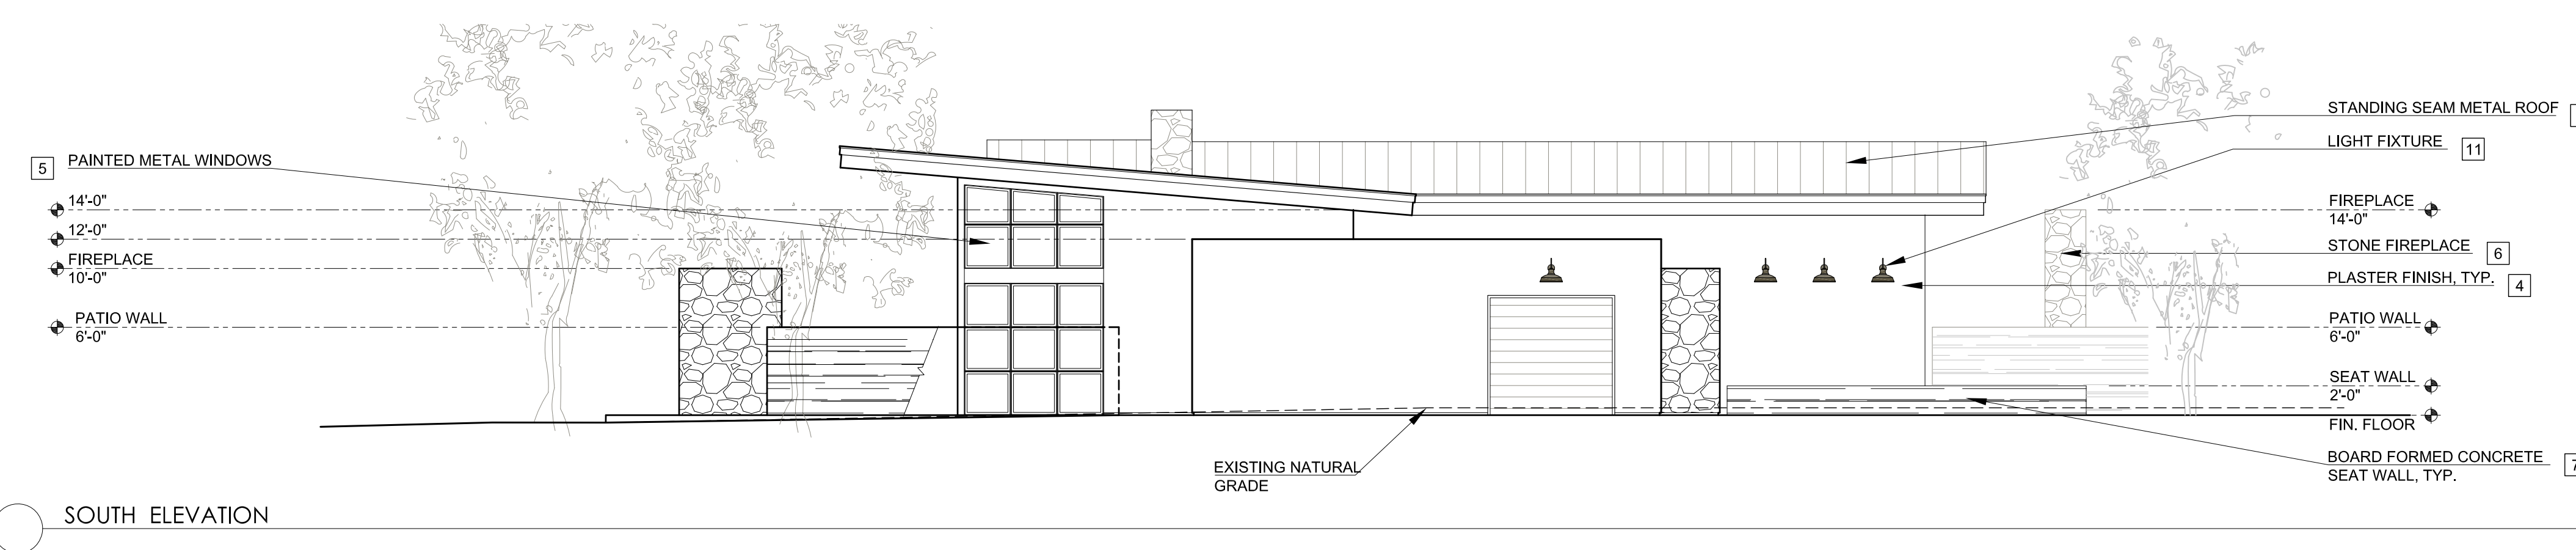 5 PAINTED METAL WINDOWS
14'-0"
12'-0"
FIREPLACE
10'-0"
PATIO WALL
6'-0"
STANDING SEAM METAL ROOF
LIGHT FIXTURE 11
FIREPLACE
14'-0"
STONE FIREPLACE 6
PLASTER FINISH, TYP. 4
PATIO WALL
6'-0"
SEAT WALL
2'-0"
FIN. FLOOR
BOARD FORMED CONCRETE 7
SEAT WALL, TYP.
EXISTING NATURAL
GRADE
SOUTH ELEVATION